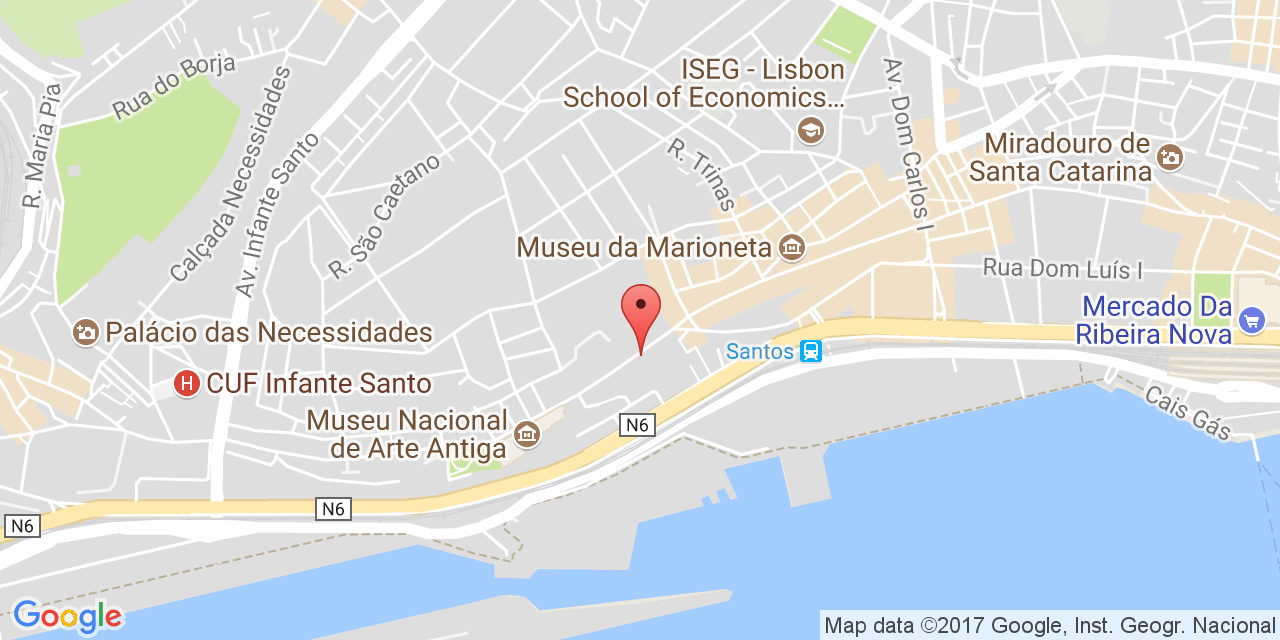 Rua do Borja
R. Maria Pia
Calçada Necessidades
Av. Infante Santo
R. São Caetano
ISEG - Lisbon
School of Economics...
R. Trinas
Av. Dom Carlos I
Miradouro de
Santa Catarina
Museu da Marioneta
Rua Dom Luís I
Mercado Da
Ribeira Nova
Palácio das Necessidades
Santos
H CUF Infante Santo
Museu Nacional
de Arte Antiga
N6
Cais Gás
N6
N6
Google
Map data ©2017 Google, Inst. Geogr. Nacional